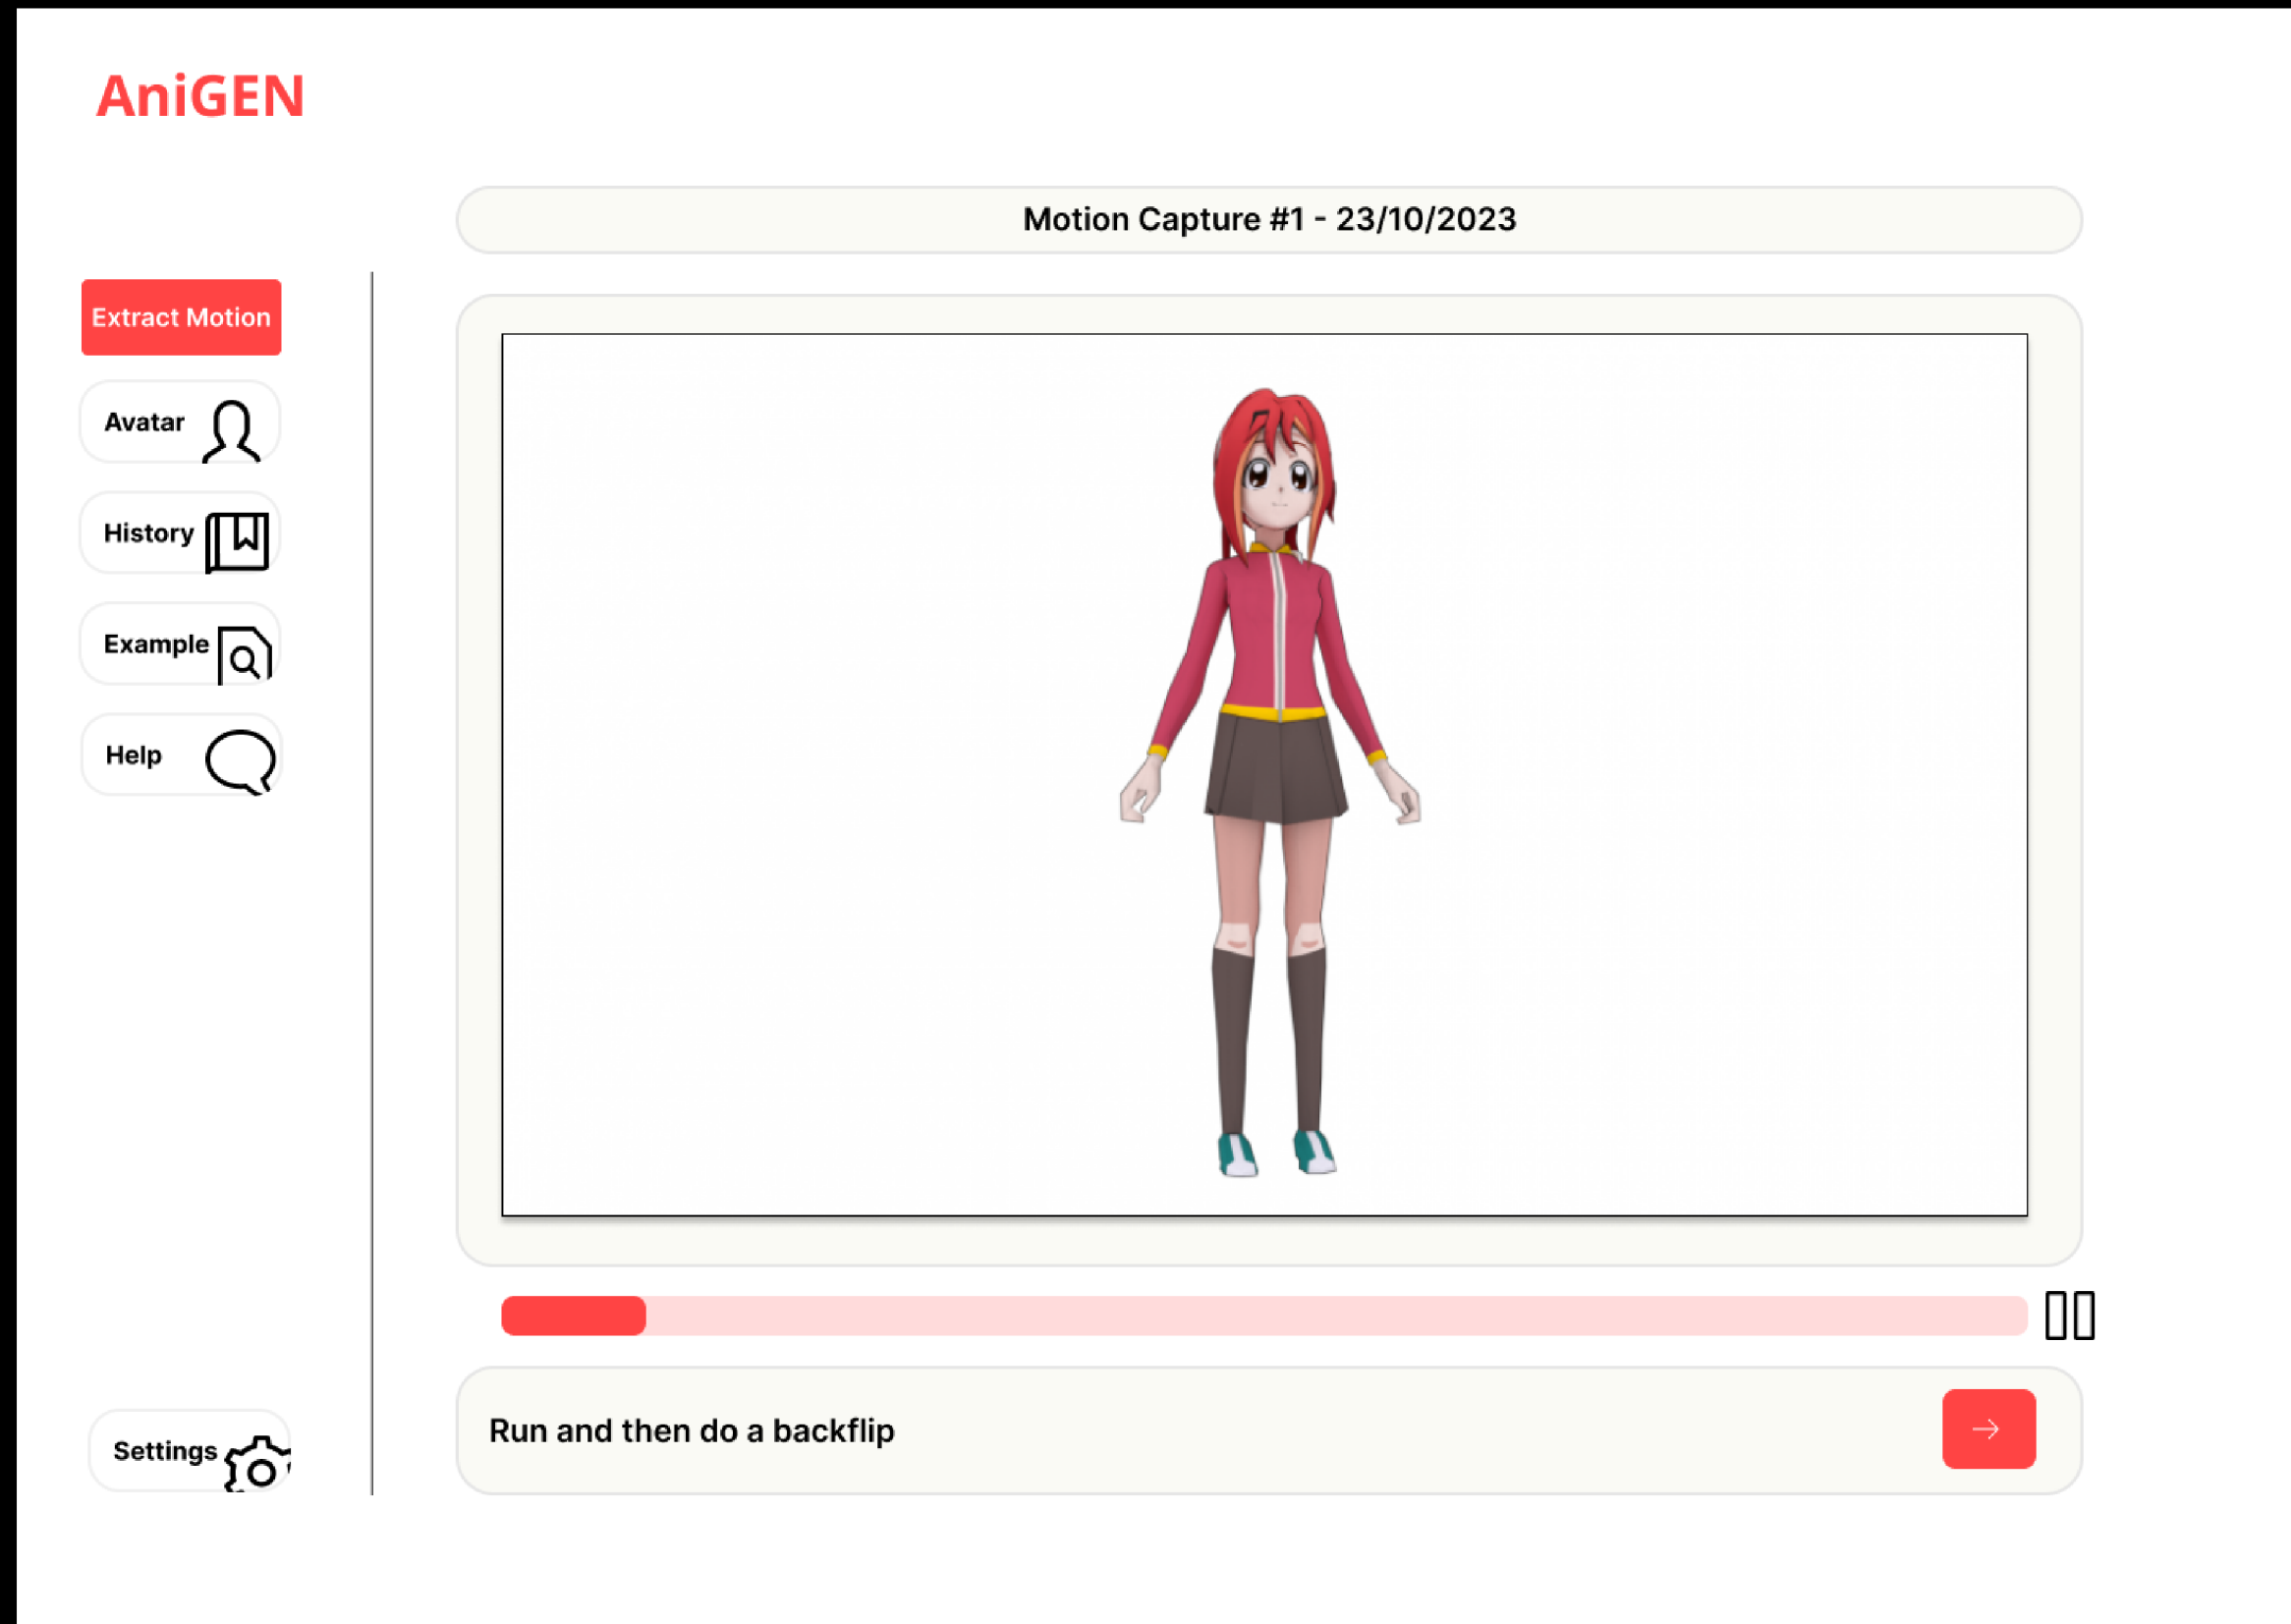 AniGEN
Motion Capture #1 - 23/10/2023
Extract Motion
Avatar
History
Example
Help
Settings
Run and then do a backflip